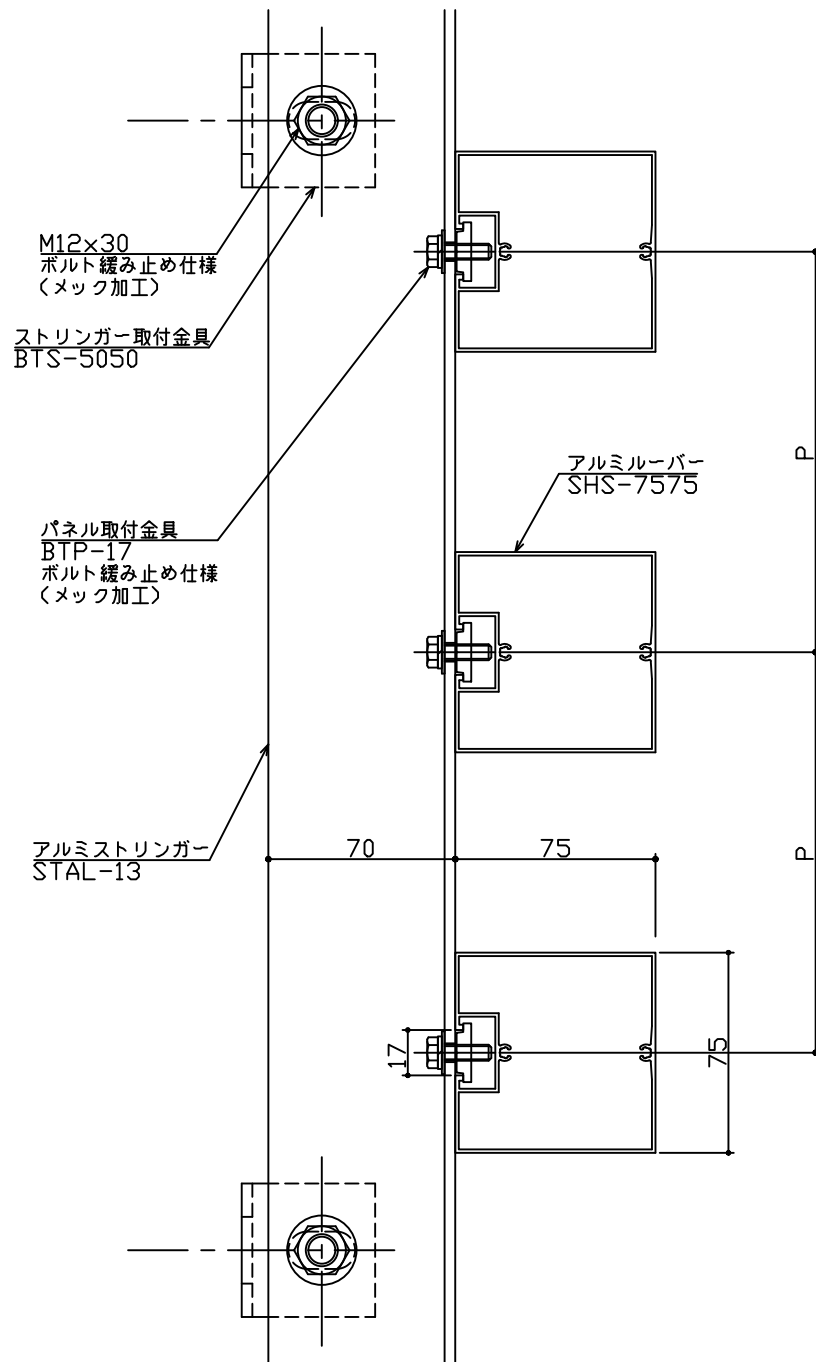 M12×30
ボルト緩み止め仕様
(メック加工)
ストリンガー取付金具
BTS-5050
P
アルミルーバー
SHS-7575
パネル取付金具
BTP-17
ボルト緩み止め仕様
(メック加工)
アルミストリンガー
STAL-13
70
75
P
17
75